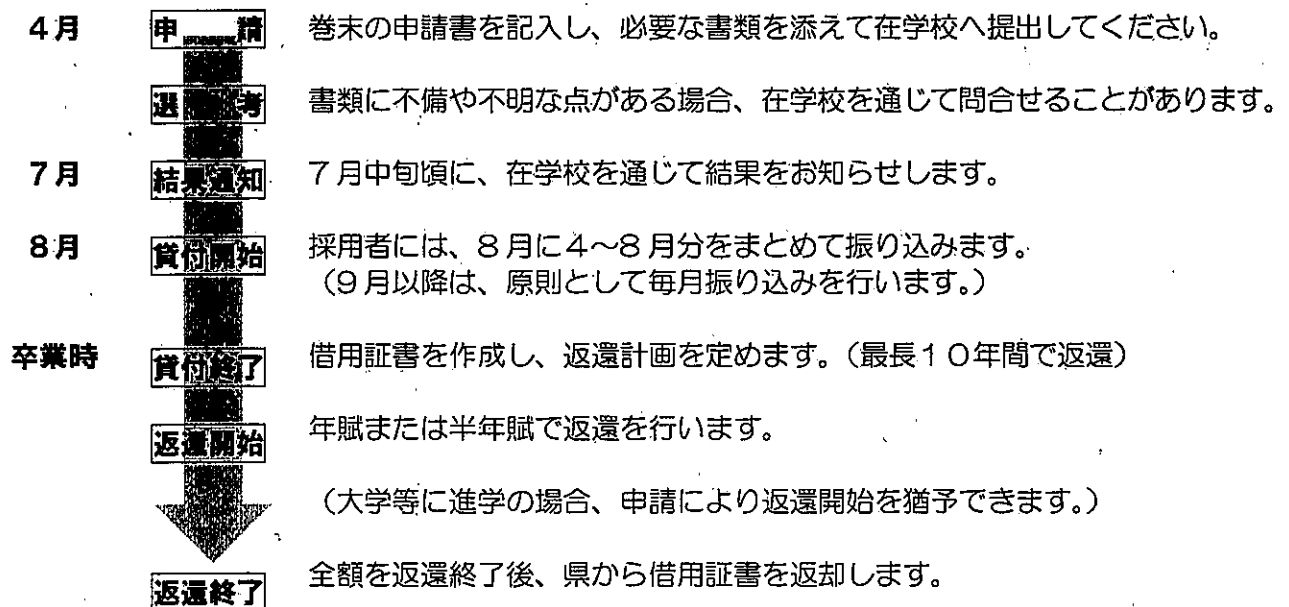 4月 申請 巻末の申請書を記入し、必要な書類を添えて在学校へ提出してください。
選考 書類に不備や不明な点がある場合、在学校を通じて問合せることがあります。
7月 結果通知 7月中旬頃に、在学校を通じて結果をお知らせします。
8月 貸付開始 採用者には、8月に4～8月分をまとめて振り込みます。
（9月以降は、原則として毎月振り込みを行います。）
卒業時 貸付終了 借用証書を作成し、返還計画を定めます。（最長10年間で返還）
返還開始 年賦または半年賦で返還を行います。
（大学等に進学の場合、申請により返還開始を猶予できます。）
返還終了 全額を返還終了後、県から借用証書を返却します。